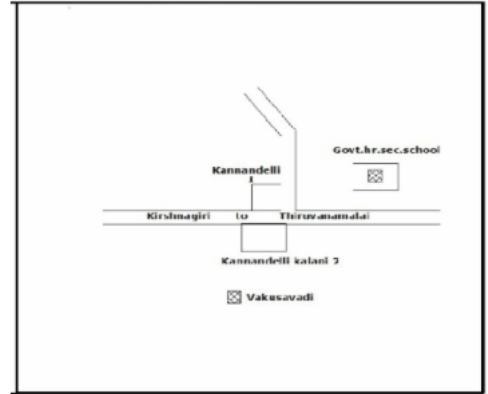 Govt.hr.sec.school
Kannandelli
1
Kirshnagiri to Thiruvanamalai
Kannandelli kalani 2
Vakusavadi